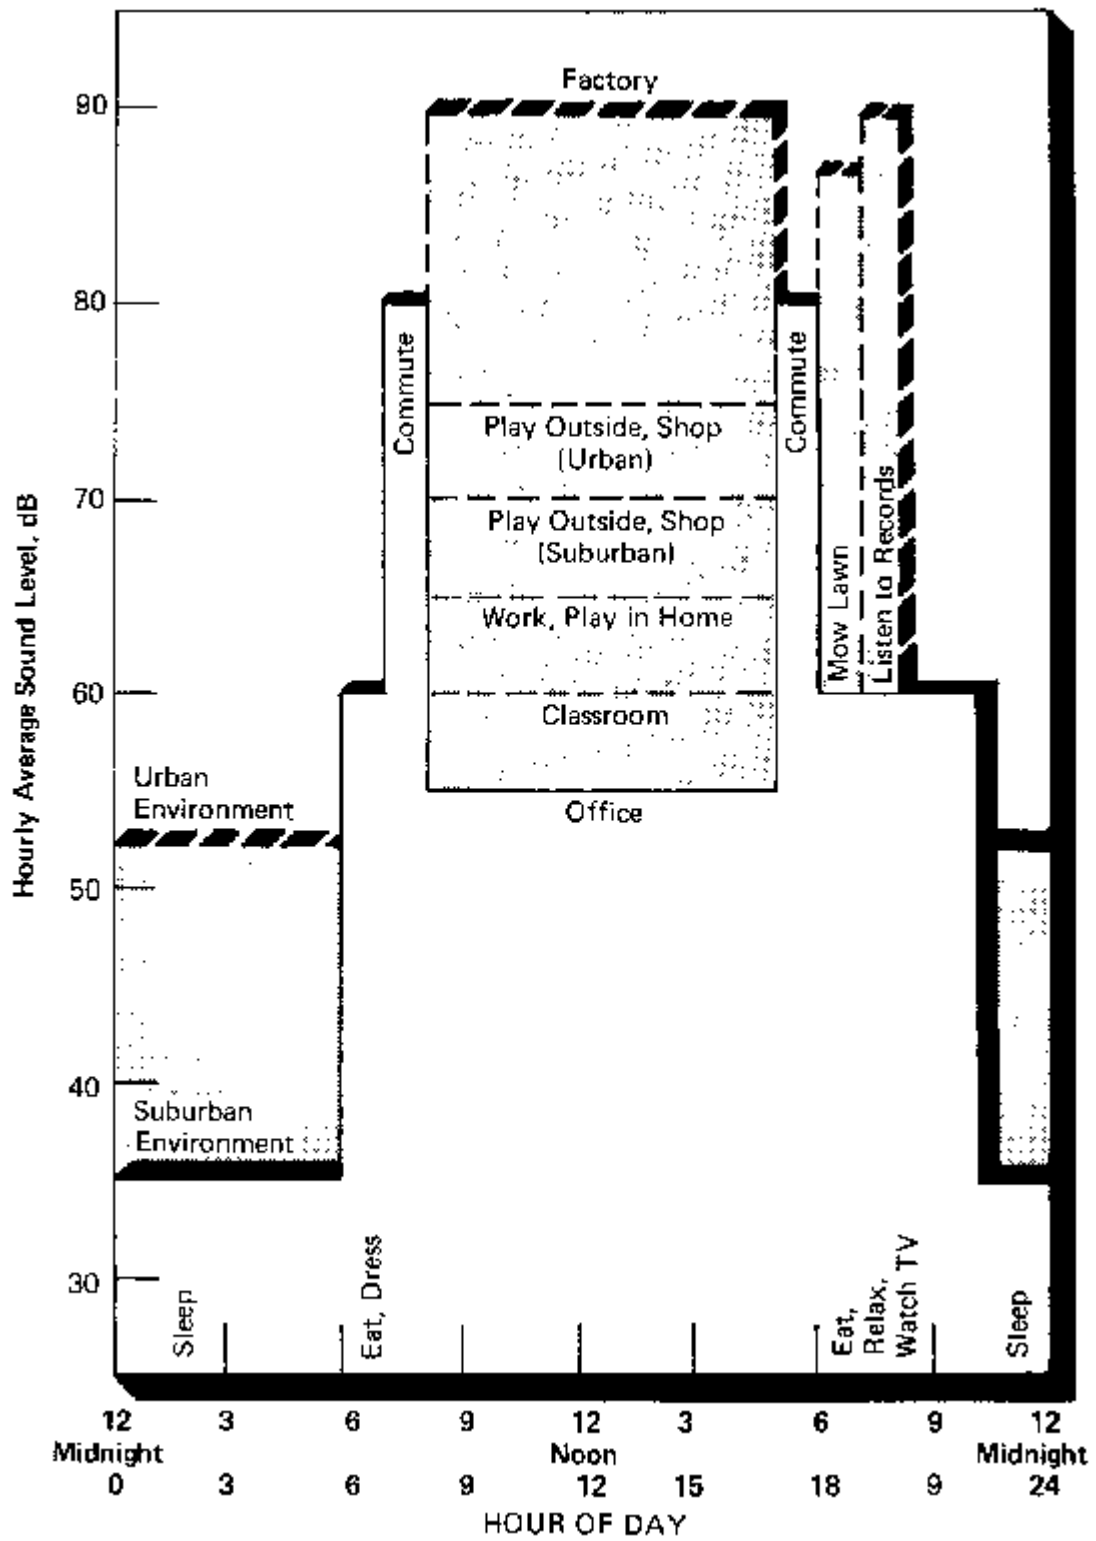 Factory
90
80
Commute
Commute
Play Outside, Shop
(Urban)
70
Play Outside, Shop
(Suburban)
Hourly Average Sound Level, dB
Mow Lawn
Listen to Records
Work, Play in Home
60
Classroom
Urban
Environment
Office
50
40
Suburban
Environment
30
Sleep
Eat, Dress
Eat,
Relax,
Watch TV
Sleep
12 3 6 9 12 3 6 9 12
Midnight Noon Midnight
0 3 6 9 12 15 18 9 24
HOUR OF DAY